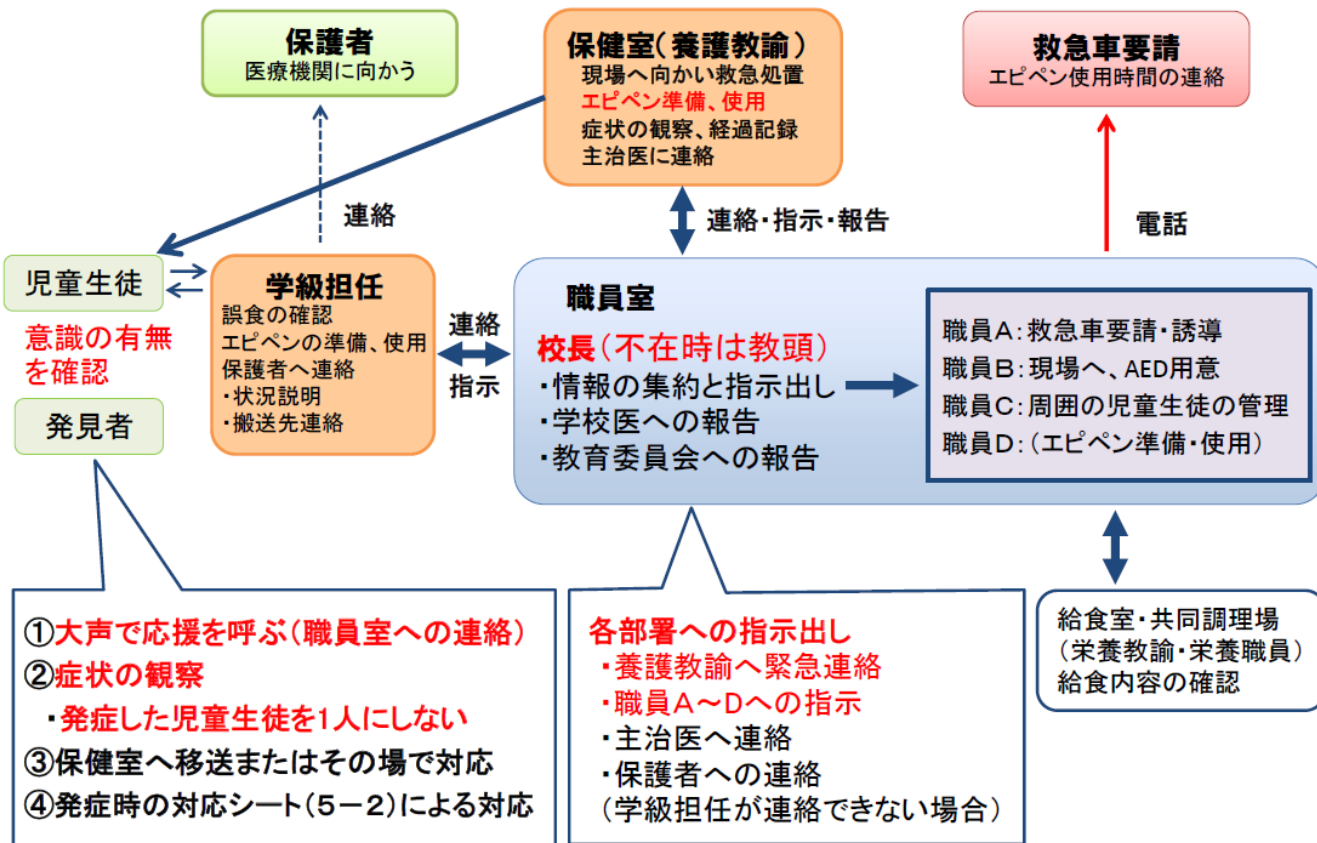 保護者
医療機関に向かう
保健室(養護教諭)
現場へ向かい救急処置
エピペン準備、使用
症状の観察、経過記録
主治医に連絡
救急車要請
エピペン使用時間の連絡
連絡
連絡・指示・報告
電話
児童生徒
意識の有無
を確認
発見者
学級担任
誤食の確認
エピペンの準備、使用
保護者へ連絡
・状況説明
・搬送先連絡
連絡
指示
職員室
校長(不在時は教頭)
・情報の集約と指示出し
・学校医への報告
・教育委員会への報告
職員A:救急車要請・誘導
職員B:現場へ、AED用意
職員C:周囲の児童生徒の管理
職員D:(エピペン準備・使用)
①大声で応援を呼ぶ(職員室への連絡)
②症状の観察
・発症した児童生徒を1人にしない
③保健室へ移送またはその場で対応
④発症時の対応シート(5-2)による対応
各部署への指示出し
・養護教諭へ緊急連絡
・職員A~Dへの指示
・主治医へ連絡
・保護者への連絡
(学級担任が連絡できない場合)
給食室・共同調理場
(栄養教諭・栄養職員)
給食内容の確認